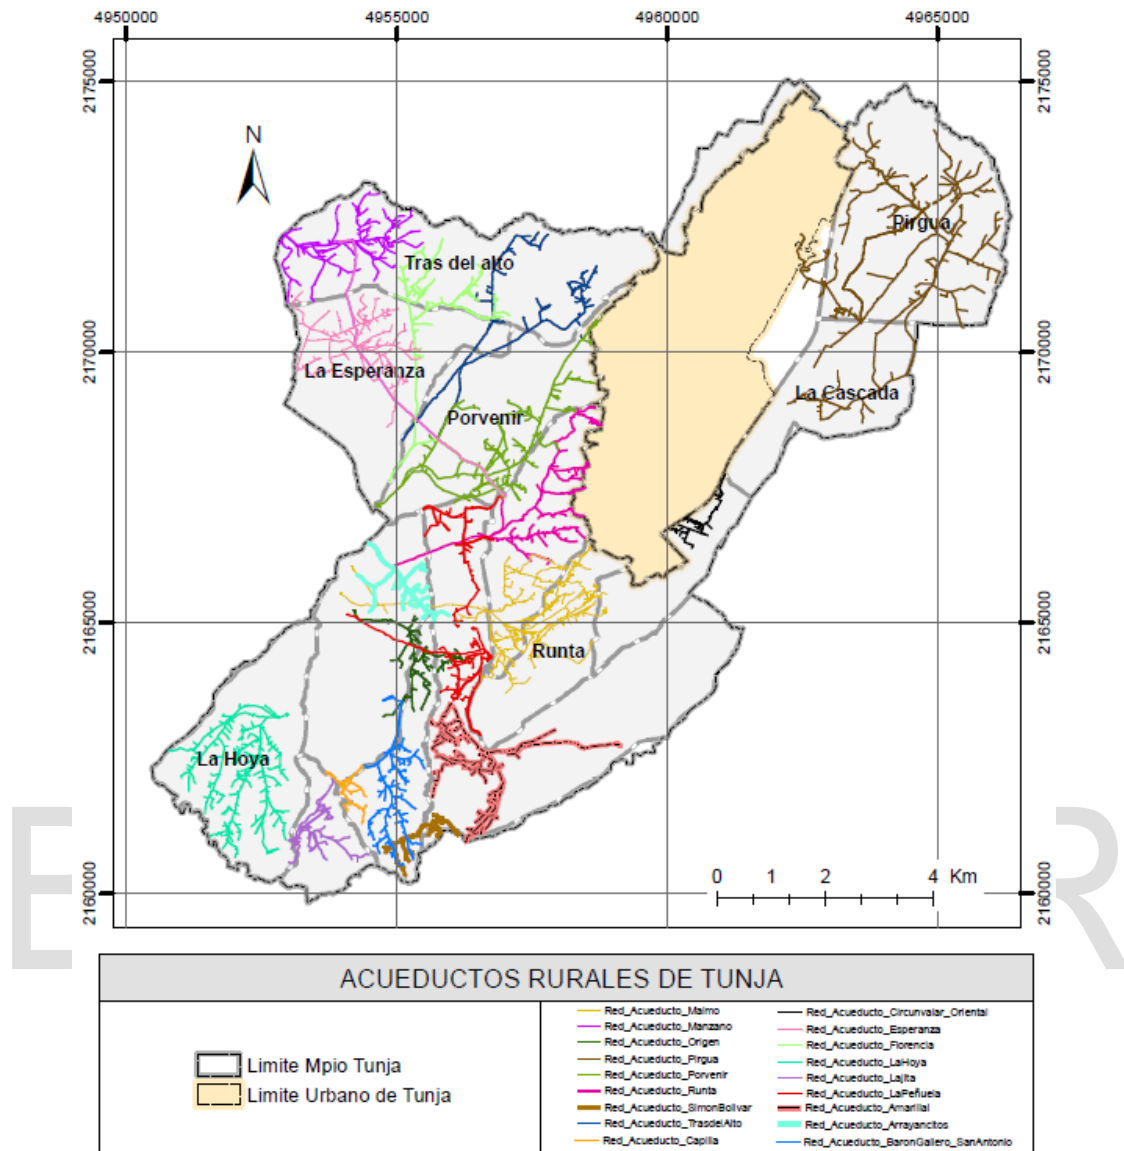 4950000
4955000
4960000
4965000
2175000
2175000
N
Pirgua
Tras del alto
2170000
2170000
La Esperanza
La Cascada
Porvenir
2165000
2165000
Runta
La Hoya
0 1 2 4 Km
2160000
2160000
E R
ACUEDUCTOS RURALES DE TUNJA
Limite Mpio Tunja
Limite Urbano de Tunja
Red_Acueducto_Malmo
Red_Acueducto_Manzano
Red_Acueducto_Origen
Red_Acueducto_Pirgua
Red_Acueducto_Porvenir
Red_Acueducto_Runta
Red_Acueducto_SimonBolivar
Red_Acueducto_TrasdelAlto
Red_Acueducto_Capilla
Red_Acueducto_Circunvalar_Oriental
Red_Acueducto_Esperanza
Red_Acueducto_Florencia
Red_Acueducto_LaHoya
Red_Acueducto_Lajita
Red_Acueducto_LaPeñuela
Red_Acueducto_Amarillal
Red_Acueducto_Arrayancitos
Red_Acueducto_BaronGallero_SanAntonio